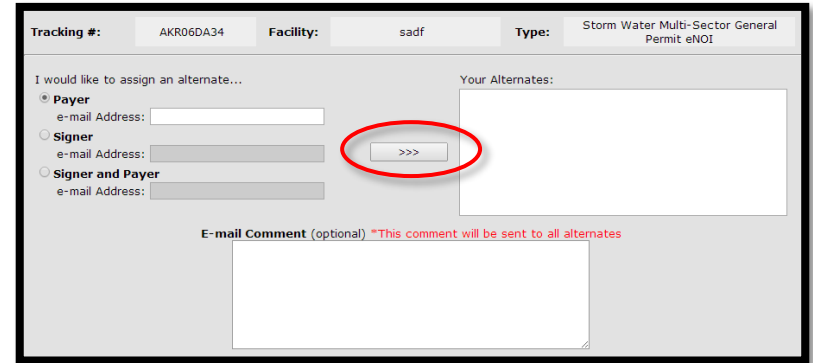 Tracking #: AKR06DA34 Facility: sadf Type: Storm Water Multi-Sector General
Permit eNOI
I would like to assign an alternate... Your Alternates:
Payer
e-mail Address:
Signer
e-mail Address:
>>>
Signer and Payer
e-mail Address:
E-mail Comment (optional) *This comment will be sent to all alternates